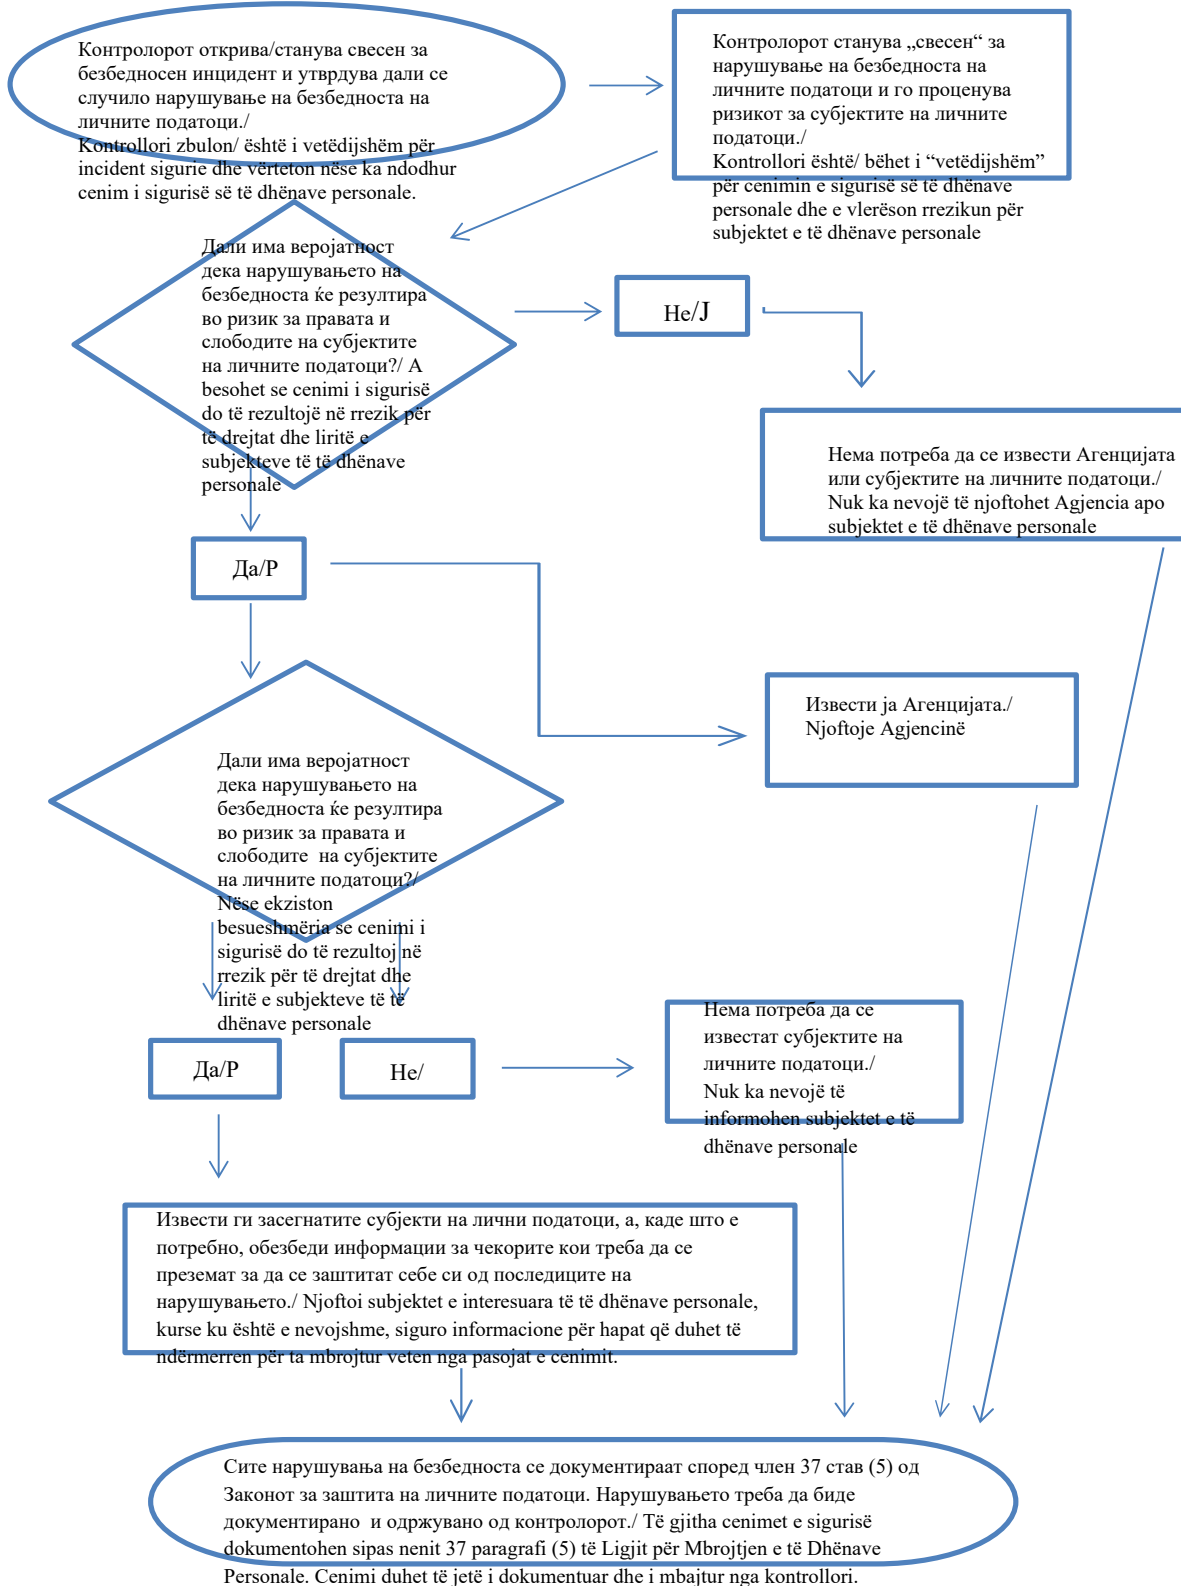 Контролорот открива/станува свесен за
безбедносен инцидент и утврдува дали се
случило нарушување на безбедноста на
личните податоци./
Kontrollori zbulon/ është i vetëdijshëm për
incident sigurie dhe vërteton nëse ka ndodhur
cenim i sigurisë së të dhënave personale.
Контролорот станува „свесен“ за
нарушување на безбедноста на
личните податоци и го проценува
ризикот за субјектите на личните
податоци./
Kontrollori është/ bëhet i “vetëdijshëm”
për cenimin e sigurisë së të dhënave
personale dhe e vlerëson rrezikun për
subjektet e të dhënave personale
Дали има веројатност
дека нарушувањето на
безбедноста ќе резултира
во ризик за правата и
слободите на субјектите
на личните податоци?/ A
besohet se cenimi i sigurisë
do të rezultojë në rrezik për
të drejtat dhe liritë e
subjekteve të të dhënave
personale
Не/J
Нема потреба да се извести Агенцијата
или субјектите на личните податоци./
Nuk ka nevojë të njoftohet Agjencia apo
subjektet e të dhënave personale
Да/P
Извести ја Агенцијата./
Njoftoje Agjencinë
Дали има веројатност
дека нарушувањето на
безбедноста ќе резултира
во ризик за правата и
слободите  на субјектите
на личните податоци?/
Nëse ekziston
besueshmëria se cenimi i
sigurisë do të rezultoj në
rrezik për të drejtat dhe
liritë e subjekteve të të
dhënave personale
Да/P
Не/
Нема потреба да се
известат субјектите на
личните податоци./
Nuk ka nevojë të
informohen subjektet e të
dhënave personale
Извести ги засегнатите субјекти на лични податоци, а, каде што е
потребно, обезбеди информации за чекорите кои треба да се
преземат за да се заштитат себе си од последиците на
нарушувањето./ Njoftoi subjektet e interesuara të të dhënave personale,
kurse ku është e nevojshme, siguro informacione për hapat që duhet të
ndërmerren për ta mbrojtur veten nga pasojat e cenimit.
Сите нарушувања на безбедноста се документираат според член 37 став (5) од
Законот за заштита на личните податоци. Нарушувањето треба да биде
документирано  и одржувано од контролорот./ Të gjitha cenimet e sigurisë
dokumentohen sipas nenit 37 paragrafi (5) të Ligjit për Mbrojtjen e të Dhënave
Personale. Cenimi duhet të jetë i dokumentuar dhe i mbajtur nga kontrollori.